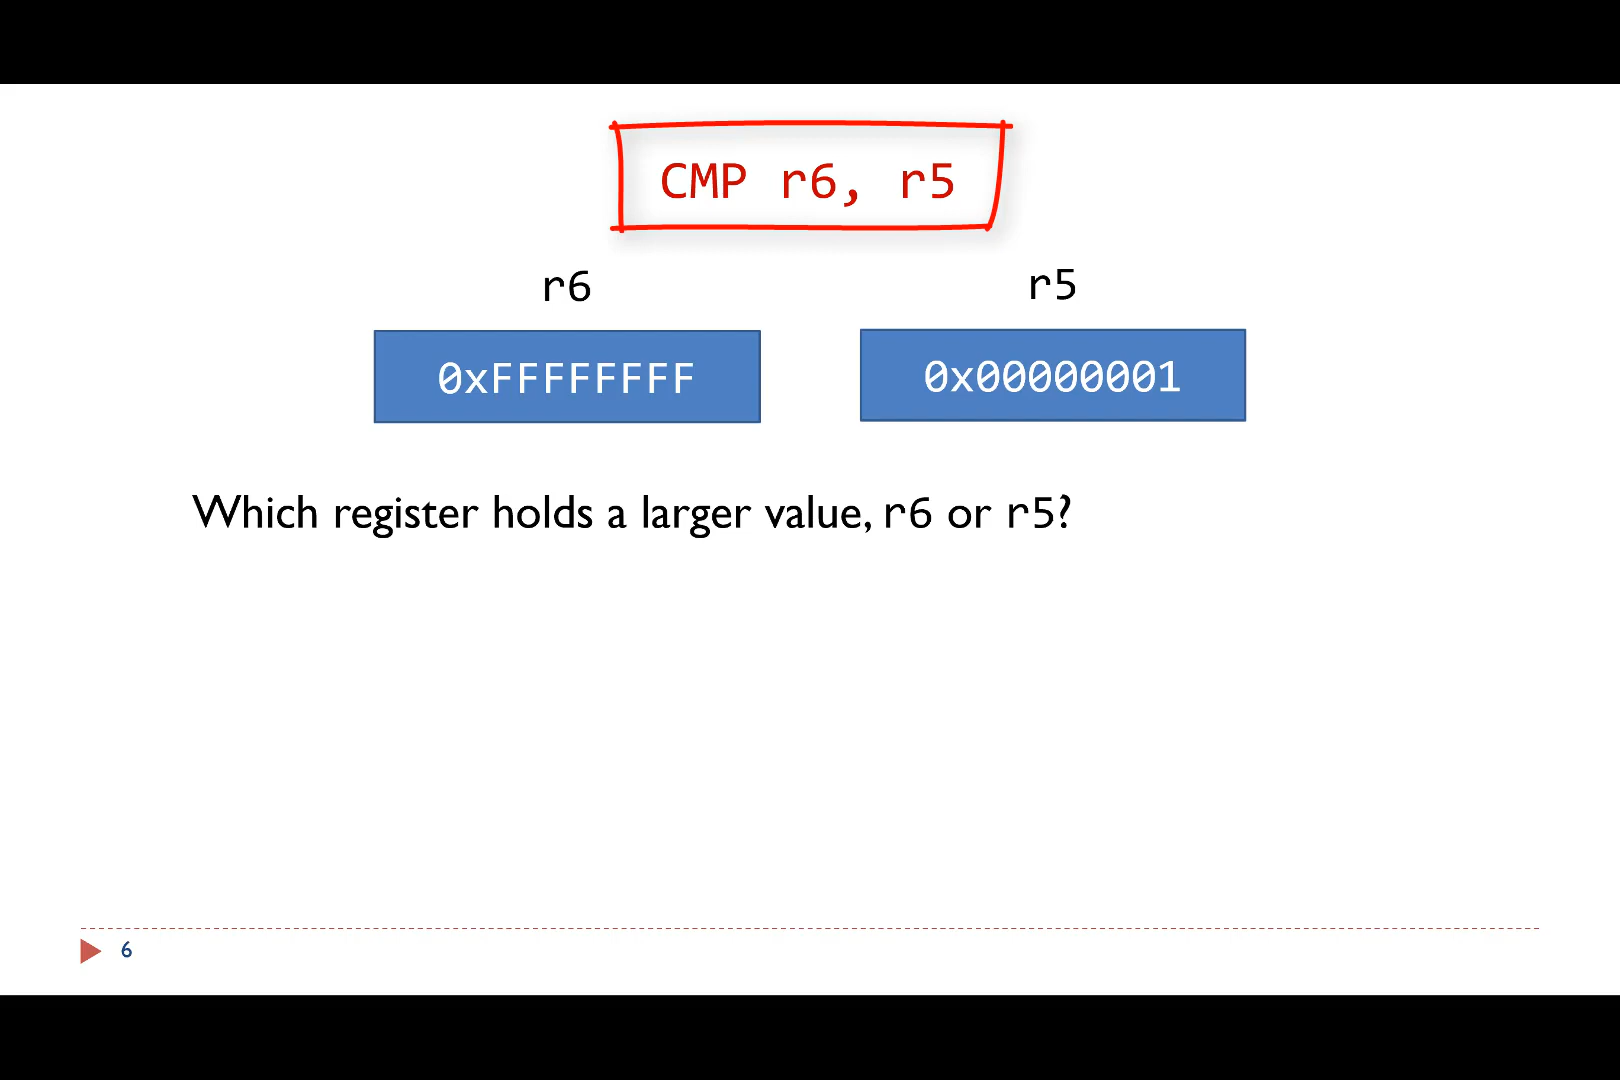 CMP r6, r5
r6 r5
0xFFFFFFFF 0x00000001
Which register holds a larger value, r6 or r5?
6